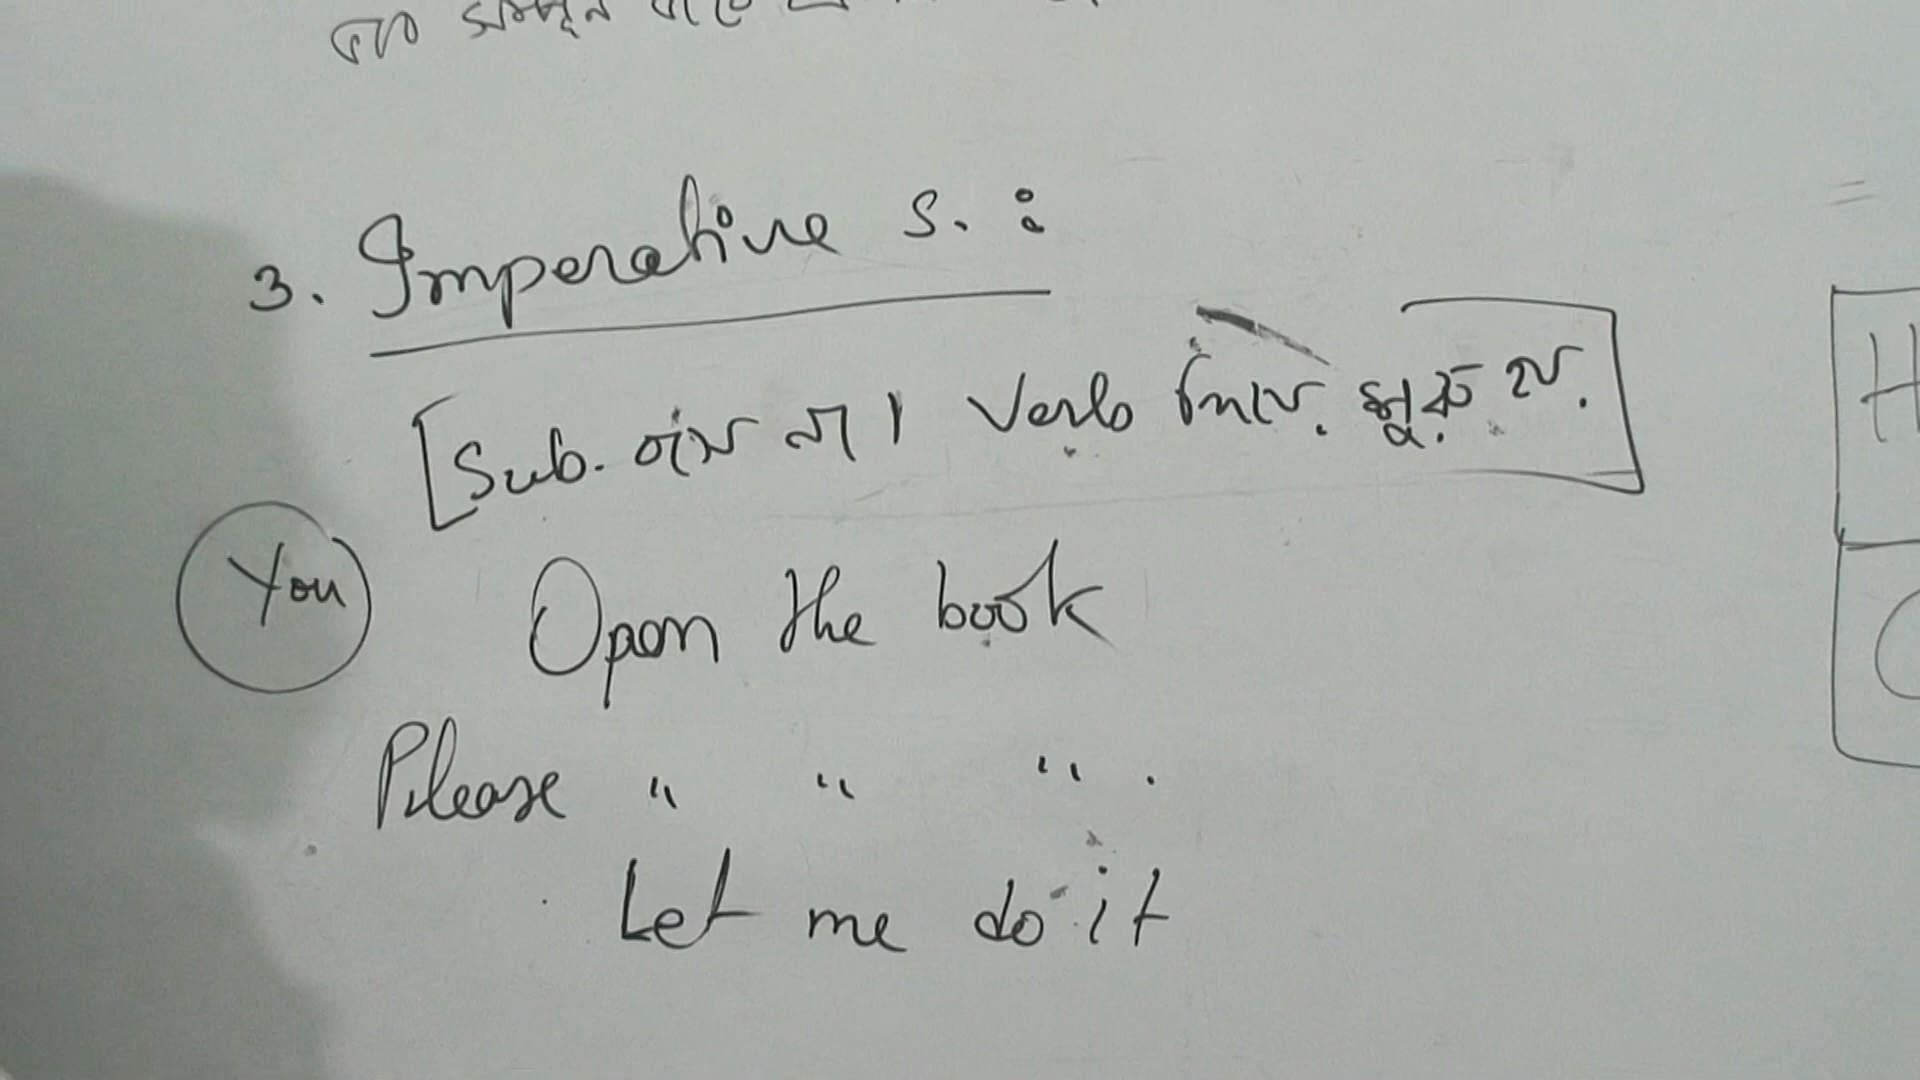 3. Imperative s. :
[Sub. থাকে না। Verb দিয়ে শুরু হয়.]
You Open the book
Please " " " .
Let me do it
H